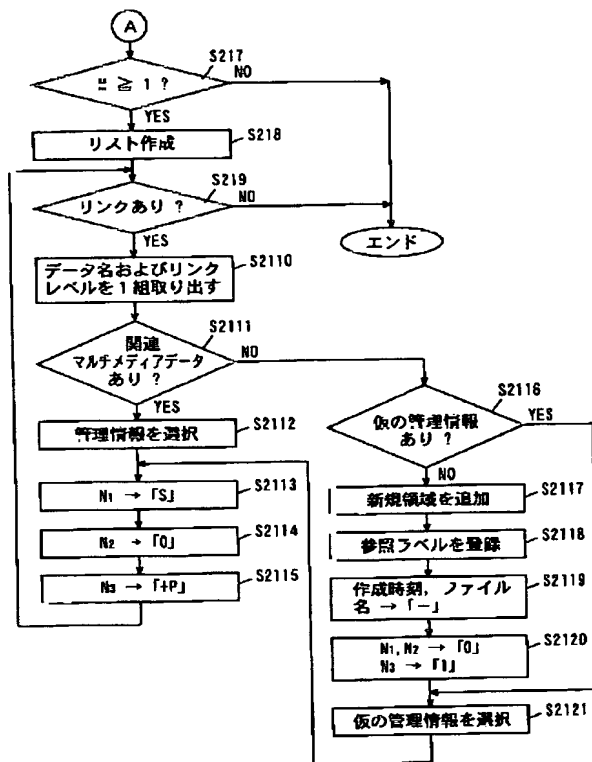 A
S217
≧ 1 ?
NO
YES
リスト作成
S218
S219
リンクあり ?
NO
YES
エンド
データ名およびリンク
レベルを1組取り出す
S2110
関連
マルチメディアデータ
あり ?
S2111
NO
YES
管理情報を選択
S2112
N1 → 「S」
S2113
N2 → 「0」
S2114
N3 → 「+P」
S2115
仮の管理情報
あり ?
S2116
YES
NO
新規領域を追加
S2117
参照ラベルを登録
S2118
作成時刻, ファイル
名 → 「-」
S2119
N1, N2 → 「0」
N3 → 「1」
S2120
仮の管理情報を選択
S2121